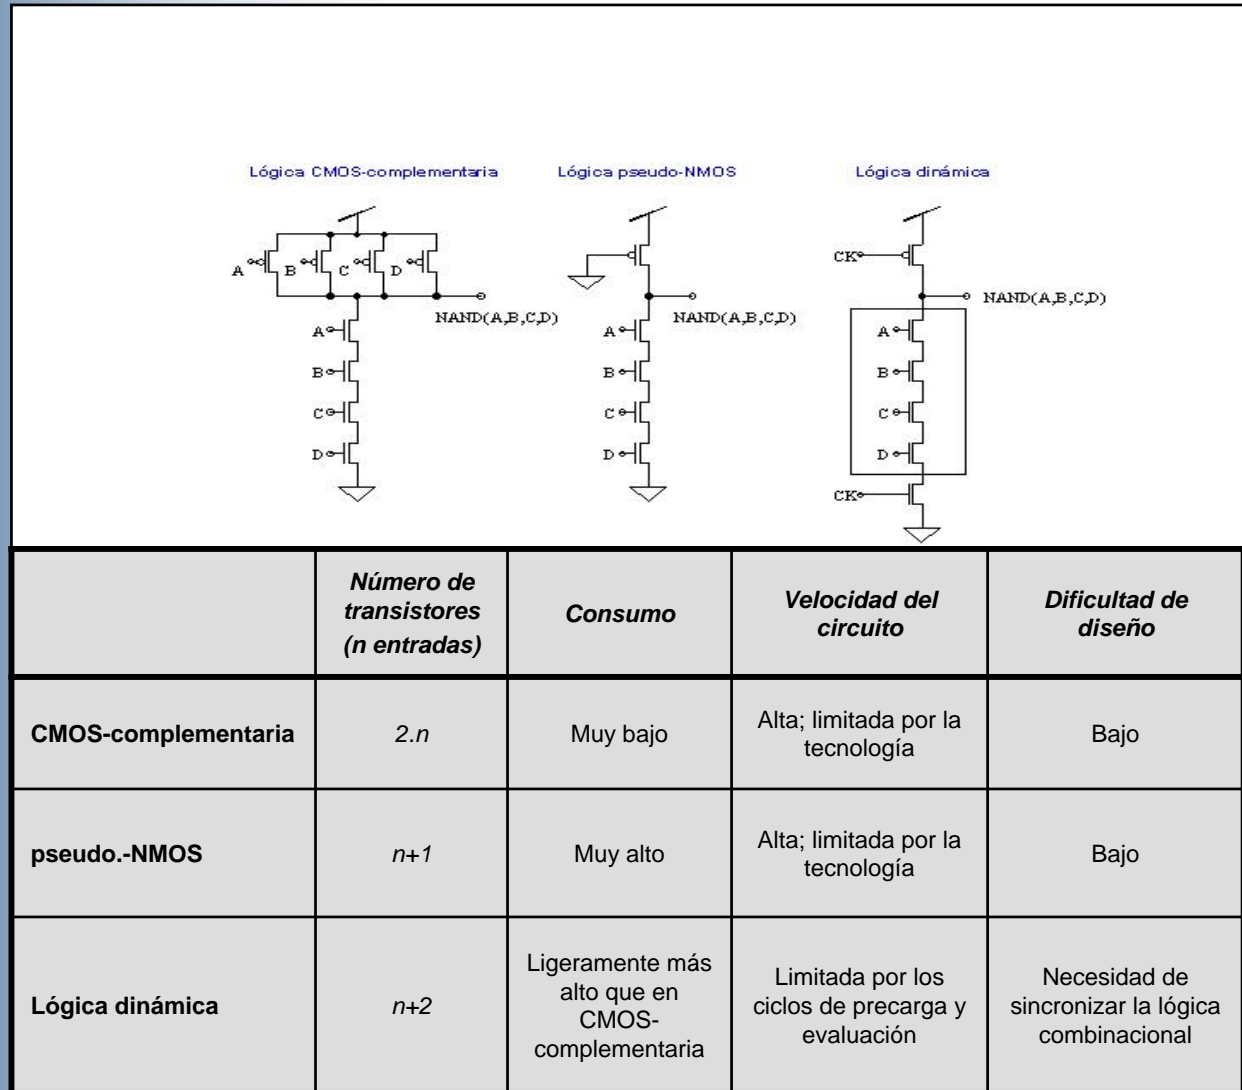 Lógica CMOS-complementaria
Lógica pseudo-NMOS
Lógica dinámica
A
B
C
D
NAND(A,B,C,D)
A
B
C
D
NAND(A,B,C,D)
A
B
C
D
CK
NAND(A,B,C,D)
A
B
C
D
CK
Número de
transistores
(n entradas)
Consumo
Velocidad del
circuito
Dificultad de
diseño
CMOS-complementaria
2.n
Muy bajo
Alta; limitada por la
tecnología
Bajo
pseudo.-NMOS
n+1
Muy alto
Alta; limitada por la
tecnología
Bajo
Lógica dinámica
n+2
Ligeramente más
alto que en
CMOS-
complementaria
Limitada por los
ciclos de precarga y
evaluación
Necesidad de
sincronizar la lógica
combinacional